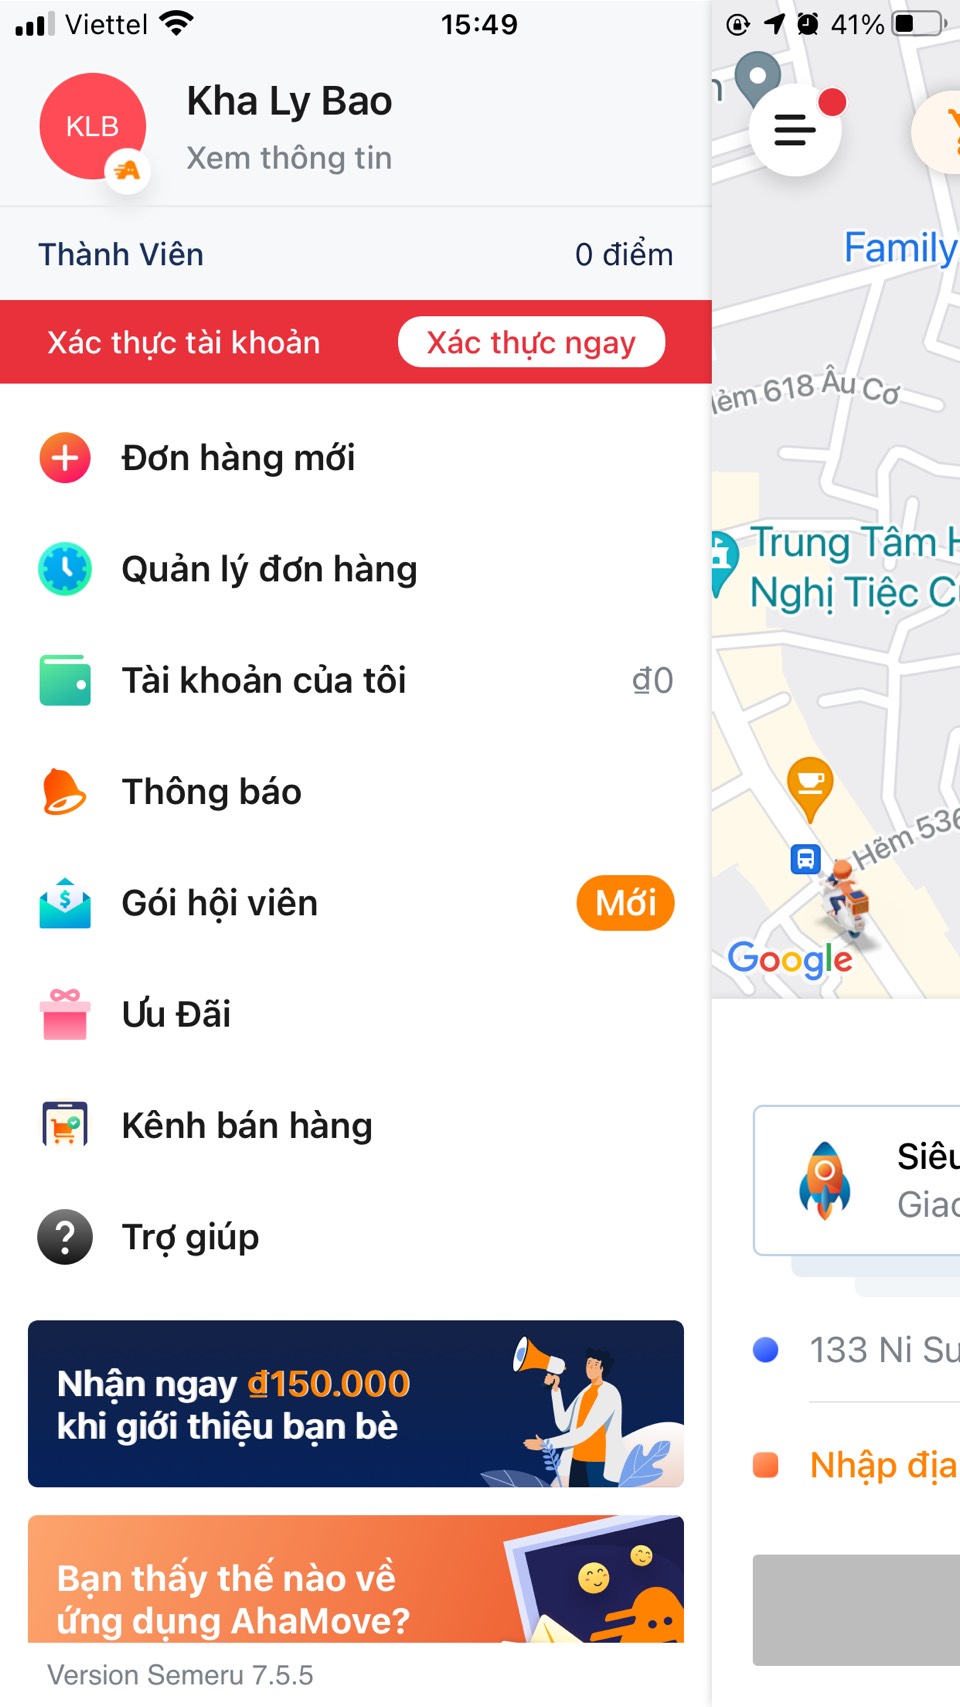 Viettel 15:49 41%
KLB
Kha Ly Bao
Xem thông tin
Thành Viên 0 điểm
Xác thực tài khoản Xác thực ngay
Đơn hàng mới
Quản lý đơn hàng
Tài khoản của tôi đ0
Thông báo
Gói hội viên Mới
Ưu Đãi
Kênh bán hàng
Trợ giúp
Nhận ngay đ150.000
khi giới thiệu bạn bè
Bạn thấy thế nào về
ứng dụng AhaMove?
Version Semeru 7.5.5
Family
618 Âu Cơ
Trung Tâm
Nghị Tiệc
Hẽm 536
Google
Siêu
Giao
133 Ni Su
Nhập địa